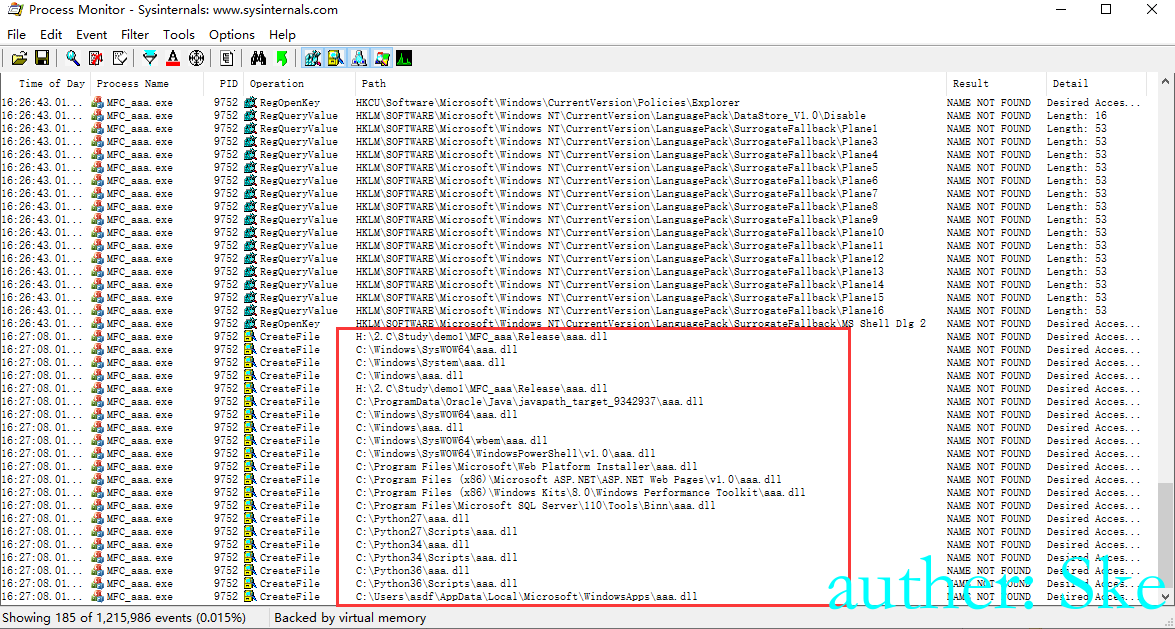 Process Monitor - Sysinternals: www.sysinternals.com
File Edit Event Filter Tools Options Help
Time of Day Process Name PID Operation Path Result Detail
16:26:43.01... MFC_aaa.exe 9752 RegOpenKey HKCU\Software\Microsoft\Windows\CurrentVersion\Policies\Explorer NAME NOT FOUND Desired Acces...
16:26:43.01... MFC_aaa.exe 9752 RegQueryValue HKLM\SOFTWARE\Microsoft\Windows NT\CurrentVersion\LanguagePack\DataStore_V1.0\Disable NAME NOT FOUND Length: 16
16:26:43.01... MFC_aaa.exe 9752 RegQueryValue HKLM\SOFTWARE\Microsoft\Windows NT\CurrentVersion\LanguagePack\SurrogateFallback\Plane1 NAME NOT FOUND Length: 53
16:26:43.01... MFC_aaa.exe 9752 RegQueryValue HKLM\SOFTWARE\Microsoft\Windows NT\CurrentVersion\LanguagePack\SurrogateFallback\Plane3 NAME NOT FOUND Length: 53
16:26:43.01... MFC_aaa.exe 9752 RegQueryValue HKLM\SOFTWARE\Microsoft\Windows NT\CurrentVersion\LanguagePack\SurrogateFallback\Plane4 NAME NOT FOUND Length: 53
16:26:43.01... MFC_aaa.exe 9752 RegQueryValue HKLM\SOFTWARE\Microsoft\Windows NT\CurrentVersion\LanguagePack\SurrogateFallback\Plane5 NAME NOT FOUND Length: 53
16:26:43.01... MFC_aaa.exe 9752 RegQueryValue HKLM\SOFTWARE\Microsoft\Windows NT\CurrentVersion\LanguagePack\SurrogateFallback\Plane6 NAME NOT FOUND Length: 53
16:26:43.01... MFC_aaa.exe 9752 RegQueryValue HKLM\SOFTWARE\Microsoft\Windows NT\CurrentVersion\LanguagePack\SurrogateFallback\Plane7 NAME NOT FOUND Length: 53
16:26:43.01... MFC_aaa.exe 9752 RegQueryValue HKLM\SOFTWARE\Microsoft\Windows NT\CurrentVersion\LanguagePack\SurrogateFallback\Plane8 NAME NOT FOUND Length: 53
16:26:43.01... MFC_aaa.exe 9752 RegQueryValue HKLM\SOFTWARE\Microsoft\Windows NT\CurrentVersion\LanguagePack\SurrogateFallback\Plane9 NAME NOT FOUND Length: 53
16:26:43.01... MFC_aaa.exe 9752 RegQueryValue HKLM\SOFTWARE\Microsoft\Windows NT\CurrentVersion\LanguagePack\SurrogateFallback\Plane10 NAME NOT FOUND Length: 53
16:26:43.01... MFC_aaa.exe 9752 RegQueryValue HKLM\SOFTWARE\Microsoft\Windows NT\CurrentVersion\LanguagePack\SurrogateFallback\Plane11 NAME NOT FOUND Length: 53
16:26:43.01... MFC_aaa.exe 9752 RegQueryValue HKLM\SOFTWARE\Microsoft\Windows NT\CurrentVersion\LanguagePack\SurrogateFallback\Plane12 NAME NOT FOUND Length: 53
16:26:43.01... MFC_aaa.exe 9752 RegQueryValue HKLM\SOFTWARE\Microsoft\Windows NT\CurrentVersion\LanguagePack\SurrogateFallback\Plane13 NAME NOT FOUND Length: 53
16:26:43.01... MFC_aaa.exe 9752 RegQueryValue HKLM\SOFTWARE\Microsoft\Windows NT\CurrentVersion\LanguagePack\SurrogateFallback\Plane14 NAME NOT FOUND Length: 53
16:26:43.01... MFC_aaa.exe 9752 RegQueryValue HKLM\SOFTWARE\Microsoft\Windows NT\CurrentVersion\LanguagePack\SurrogateFallback\Plane15 NAME NOT FOUND Length: 53
16:26:43.01... MFC_aaa.exe 9752 RegQueryValue HKLM\SOFTWARE\Microsoft\Windows NT\CurrentVersion\LanguagePack\SurrogateFallback\Plane16 NAME NOT FOUND Length: 53
16:26:43.01... MFC_aaa.exe 9752 RegOpenKey HKLM\SOFTWARE\Microsoft\Windows NT\CurrentVersion\LanguagePack\SurrogateFallback\MS Shell Dlg 2 NAME NOT FOUND Desired Acces...
16:27:08.01... MFC_aaa.exe 9752 CreateFile H:\2.C\Study\demo1\MFC_aaa\Release\aaa.dll NAME NOT FOUND Desired Acces...
16:27:08.01... MFC_aaa.exe 9752 CreateFile C:\Windows\SysWOW64\aaa.dll NAME NOT FOUND Desired Acces...
16:27:08.01... MFC_aaa.exe 9752 CreateFile C:\Windows\System\aaa.dll NAME NOT FOUND Desired Acces...
16:27:08.01... MFC_aaa.exe 9752 CreateFile C:\Windows\aaa.dll NAME NOT FOUND Desired Acces...
16:27:08.01... MFC_aaa.exe 9752 CreateFile H:\2.C\Study\demo1\MFC_aaa\Release\aaa.dll NAME NOT FOUND Desired Acces...
16:27:08.01... MFC_aaa.exe 9752 CreateFile C:\ProgramData\Oracle\Java\javapath_target_9342937\aaa.dll NAME NOT FOUND Desired Acces...
16:27:08.01... MFC_aaa.exe 9752 CreateFile C:\Windows\SysWOW64\aaa.dll NAME NOT FOUND Desired Acces...
16:27:08.01... MFC_aaa.exe 9752 CreateFile C:\Windows\aaa.dll NAME NOT FOUND Desired Acces...
16:27:08.01... MFC_aaa.exe 9752 CreateFile C:\Windows\SysWOW64\wbem\aaa.dll NAME NOT FOUND Desired Acces...
16:27:08.01... MFC_aaa.exe 9752 CreateFile C:\Windows\SysWOW64\WindowsPowerShell\v1.0\aaa.dll NAME NOT FOUND Desired Acces...
16:27:08.01... MFC_aaa.exe 9752 CreateFile C:\Program Files\Microsoft\Web Platform Installer\aaa.dll NAME NOT FOUND Desired Acces...
16:27:08.01... MFC_aaa.exe 9752 CreateFile C:\Program Files (x86)\Microsoft ASP.NET\ASP.NET Web Pages\v1.0\aaa.dll NAME NOT FOUND Desired Acces...
16:27:08.01... MFC_aaa.exe 9752 CreateFile C:\Program Files (x86)\Windows Kits\8.0\Windows Performance Toolkit\aaa.dll NAME NOT FOUND Desired Acces...
16:27:08.01... MFC_aaa.exe 9752 CreateFile C:\Program Files\Microsoft SQL Server\110\Tools\Binn\aaa.dll NAME NOT FOUND Desired Acces...
16:27:08.01... MFC_aaa.exe 9752 CreateFile C:\Python27\aaa.dll NAME NOT FOUND Desired Acces...
16:27:08.01... MFC_aaa.exe 9752 CreateFile C:\Python27\Scripts\aaa.dll NAME NOT FOUND Desired Acces...
16:27:08.01... MFC_aaa.exe 9752 CreateFile C:\Python34\aaa.dll NAME NOT FOUND Desired Acces...
16:27:08.01... MFC_aaa.exe 9752 CreateFile C:\Python34\Scripts\aaa.dll NAME NOT FOUND Desired Acces...
16:27:08.01... MFC_aaa.exe 9752 CreateFile C:\Python36\aaa.dll NAME NOT FOUND Desired Acces...
16:27:08.01... MFC_aaa.exe 9752 CreateFile C:\Python36\Scripts\aaa.dll NAME NOT FOUND Desired Acces...
16:27:08.01... MFC_aaa.exe 9752 CreateFile C:\Users\asdf\AppData\Local\Microsoft\WindowsApps\aaa.dll NAME NOT FOUND Desired Acces...
auther: Ske
Showing 185 of 1,215,986 events (0.015%) Backed by virtual memory